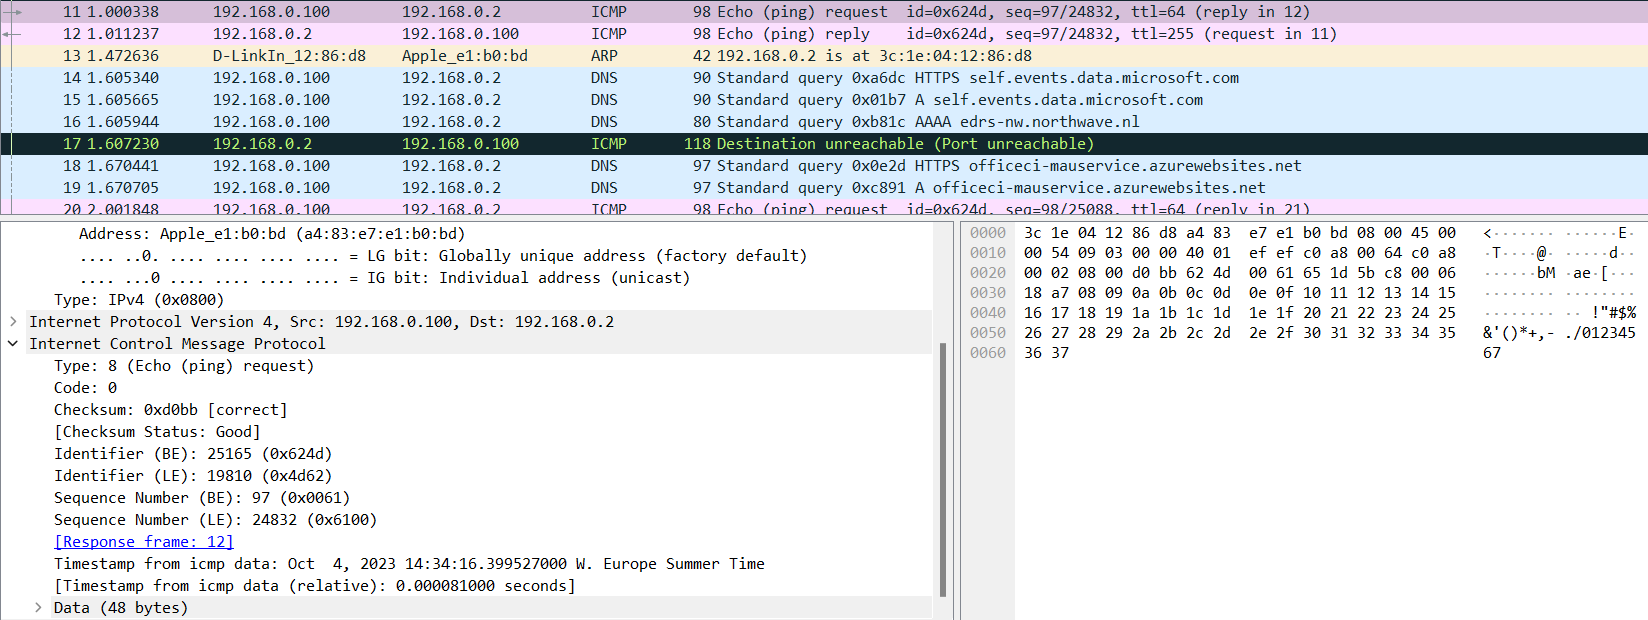 11 1.000338 192.168.0.100 192.168.0.2 ICMP 98 Echo (ping) request id=0x624d, seq=97/24832, ttl=64 (reply in 12)
12 1.011237 192.168.0.2 192.168.0.100 ICMP 98 Echo (ping) reply id=0x624d, seq=97/24832, ttl=255 (request in 11)
13 1.472636 D-LinkIn_12:86:d8 Apple_e1:b0:bd ARP 42 192.168.0.2 is at 3c:1e:04:12:86:d8
14 1.605340 192.168.0.100 192.168.0.2 DNS 90 Standard query 0xa6dc HTTPS self.events.data.microsoft.com
15 1.605665 192.168.0.100 192.168.0.2 DNS 90 Standard query 0x01b7 A self.events.data.microsoft.com
16 1.605944 192.168.0.100 192.168.0.2 DNS 80 Standard query 0xb81c AAAA edrs-nw.northwave.nl
17 1.607230 192.168.0.2 192.168.0.100 ICMP 118 Destination unreachable (Port unreachable)
18 1.670441 192.168.0.100 192.168.0.2 DNS 97 Standard query 0x0e2d HTTPS officeci-mauservice.azurewebsites.net
19 1.670705 192.168.0.100 192.168.0.2 DNS 97 Standard query 0xc891 A officeci-mauservice.azurewebsites.net
20 2.001848 192.168.0.100 192.168.0.2 ICMP 98 Echo (ping) request id=0x624d, seq=98/25088, ttl=64 (reply in 21)
Address: Apple_e1:b0:bd (a4:83:e7:e1:b0:bd)
.... ..0. .... .... .... .... = LG bit: Globally unique address (factory default)
.... ...0 .... .... .... .... = IG bit: Individual address (unicast)
Type: IPv4 (0x0800)
Internet Protocol Version 4, Src: 192.168.0.100, Dst: 192.168.0.2
Internet Control Message Protocol
Type: 8 (Echo (ping) request)
Code: 0
Checksum: 0xd0bb [correct]
[Checksum Status: Good]
Identifier (BE): 25165 (0x624d)
Identifier (LE): 19810 (0x4d62)
Sequence Number (BE): 97 (0x0061)
Sequence Number (LE): 24832 (0x6100)
[Response frame: 12]
Timestamp from icmp data: Oct  4, 2023 14:34:16.399527000 W. Europe Summer Time
[Timestamp from icmp data (relative): 0.000081000 seconds]
Data (48 bytes)
0000 3c 1e 04 12 86 d8 a4 83 e7 e1 b0 bd 08 00 45 00 <······· ······E·
0010 00 54 09 03 00 00 40 01 ef ef c0 a8 00 64 c0 a8 ·T····@· ·····d··
0020 00 02 08 00 d0 bb 62 4d 00 61 65 1d 5b c8 00 06 ······bM ·ae·[···
0030 18 a7 08 09 0a 0b 0c 0d 0e 0f 10 11 12 13 14 15 ········ ········
0040 16 17 18 19 1a 1b 1c 1d 1e 1f 20 21 22 23 24 25 ········ ·· !"#$%
0050 26 27 28 29 2a 2b 2c 2d 2e 2f 30 31 32 33 34 35 &'()*+,- ./012345
0060 36 37 67